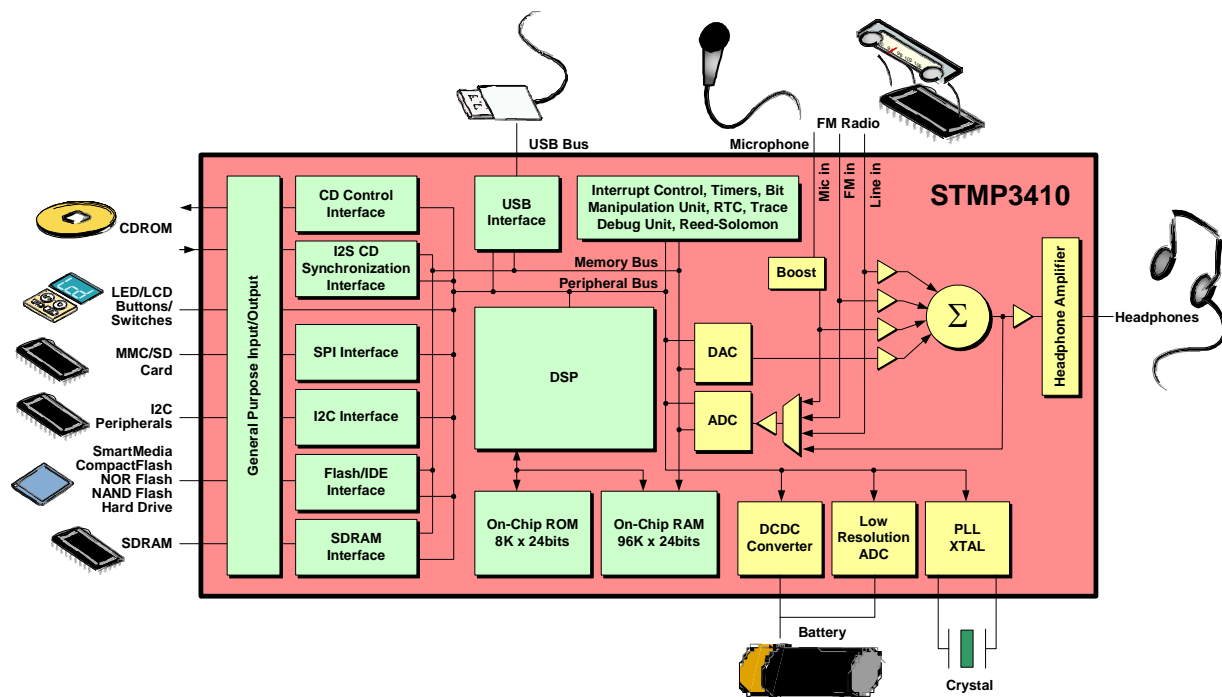 FM Radio
USB Bus
Microphone
Mic in
FM in
Line in
STMP3410
CD Control
Interface
USB
Interface
Interrupt Control, Timers, Bit
Manipulation Unit, RTC, Trace
Debug Unit, Reed-Solomon
CDROM
I2S CD
Synchronization
Interface
Memory Bus
Peripheral Bus
Boost
LED/LCD
Buttons/
Switches
General Purpose Input/Output
Σ
Headphone Amplifier
Headphones
MMC/SD
Card
SPI Interface
DSP
DAC
I2C
Peripherals
I2C Interface
ADC
SmartMedia
CompactFlash
NOR Flash
NAND Flash
Hard Drive
Flash/IDE
Interface
On-Chip ROM
8K x 24bits
On-Chip RAM
96K x 24bits
DCDC
Converter
Low
Resolution
ADC
PLL
XTAL
SDRAM
SDRAM
Interface
Battery
Crystal